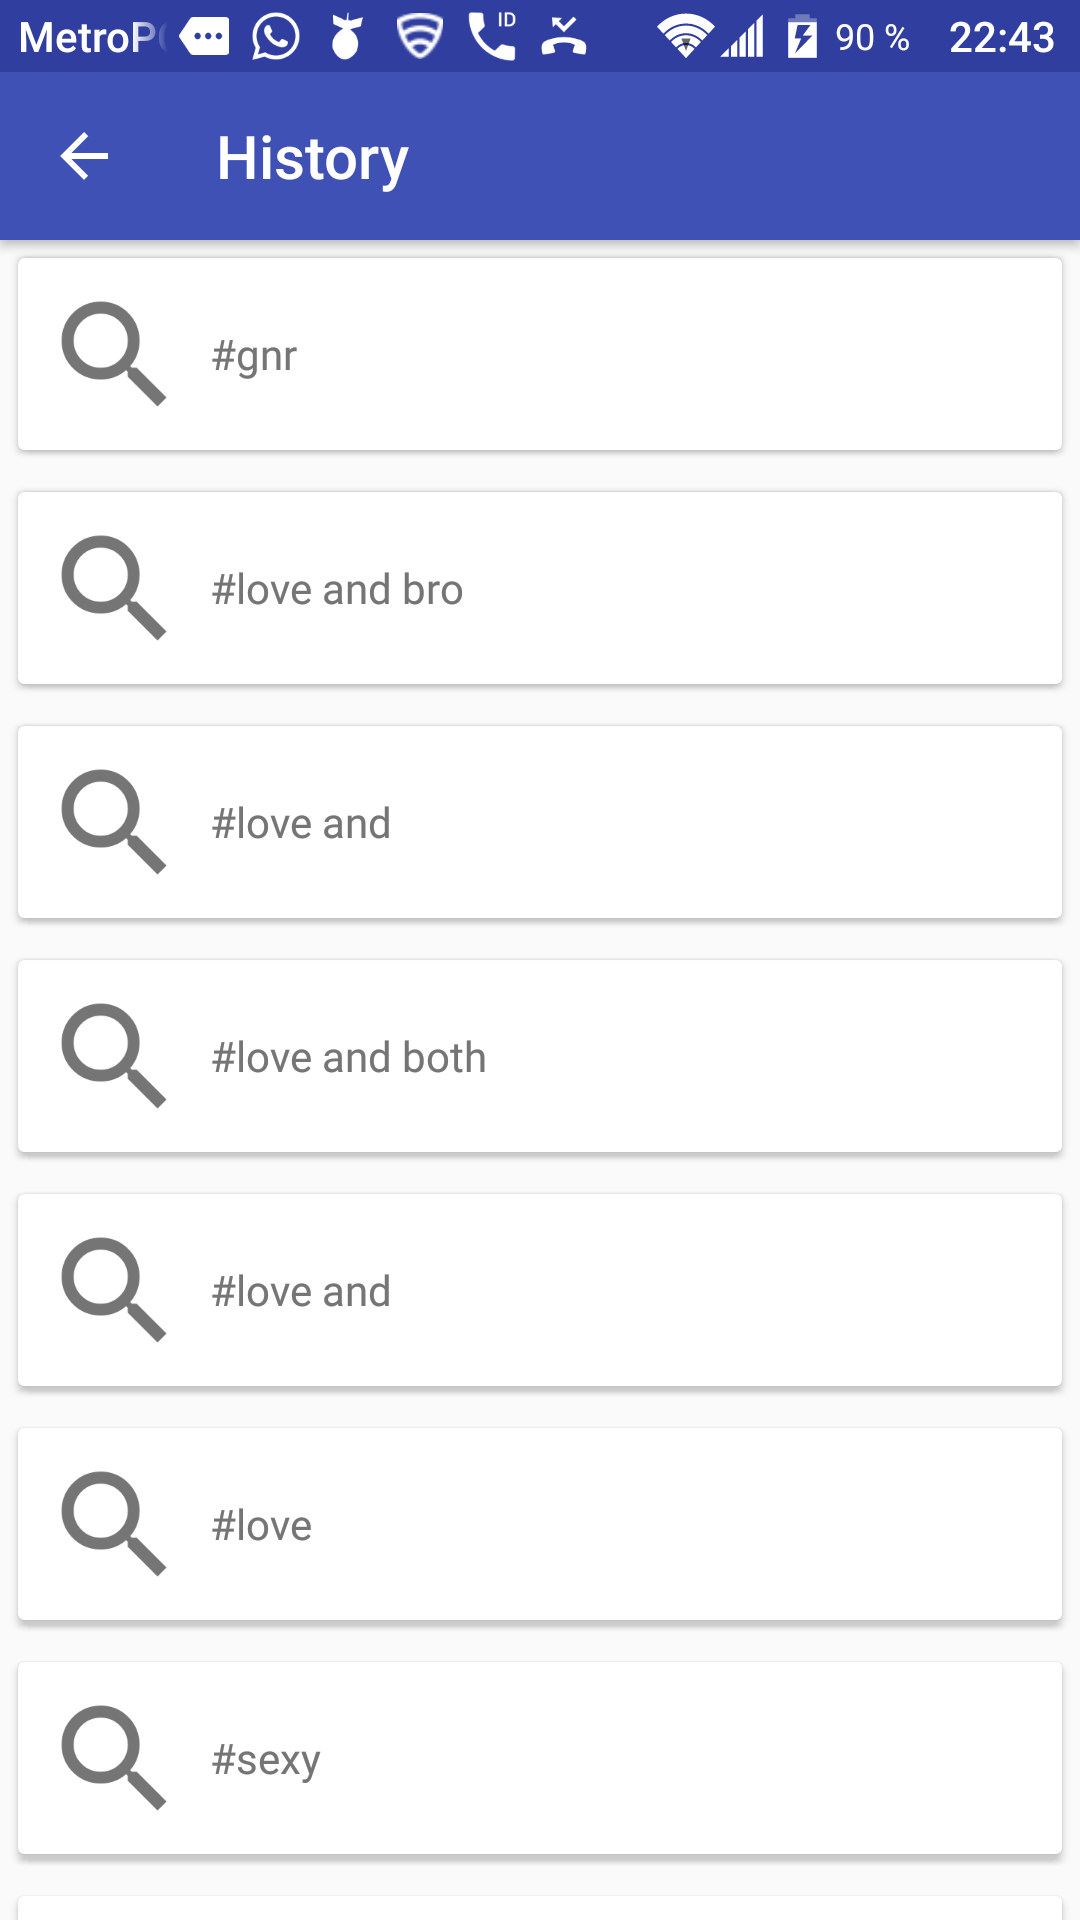 MetroP ID 90 % 22:43
History
#gnr
#love and bro
#love and
#love and both
#love and
#love
#sexy